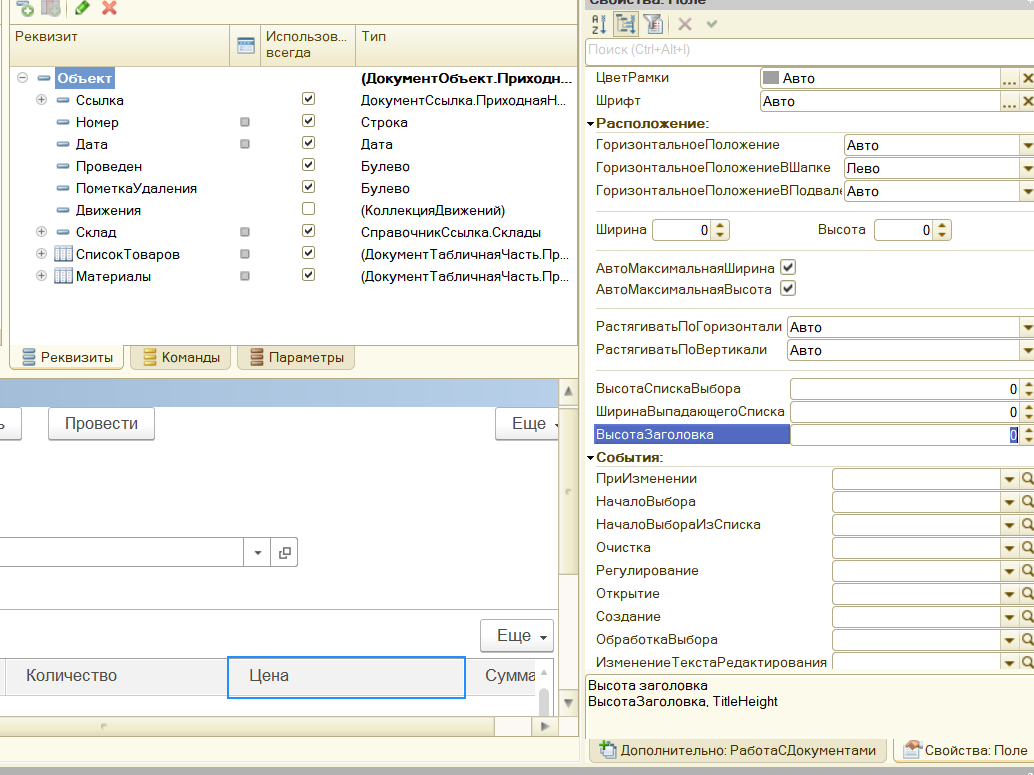 Реквизит
Использов...
всегда
Тип
Объект
(ДокументОбъект.Приходн...
Ссылка
ДокументСсылка.ПриходнаяН...
Номер
Строка
Дата
Дата
Проведен
Булево
ПометкаУдаления
Булево
Движения
(КоллекцияДвижений)
Склад
СправочникСсылка.Склады
СписокТоваров
(ДокументТабличнаяЧасть.Пр...
Материалы
(ДокументТабличнаяЧасть.Пр...
Реквизиты
Команды
Параметры
ь
Провести
Еще
Еще
Количество
Цена
Сумма
Свойства: Поле
Поиск (Ctrl+Alt+I)
ЦветРамки
Авто
Шрифт
Авто
Расположение:
ГоризонтальноеПоложение
Авто
ГоризонтальноеПоложениеВШапке
Лево
ГоризонтальноеПоложениеВПодвале
Авто
Ширина
0
Высота
0
АвтоМаксимальнаяШирина
АвтоМаксимальнаяВысота
РастягиватьПоГоризонтали
Авто
РастягиватьПоВертикали
Авто
ВысотаСпискаВыбора
0
ШиринаВыпадающегоСписка
0
ВысотаЗаголовка
0
События:
ПриИзменении
НачалоВыбора
НачалоВыбораИзСписка
Очистка
Регулирование
Открытие
Создание
ОбработкаВыбора
ИзменениеТекстаРедактирования
Высота заголовка
ВысотаЗаголовка, TitleHeight
Дополнительно: РаботаСДокументами
Свойства: Поле